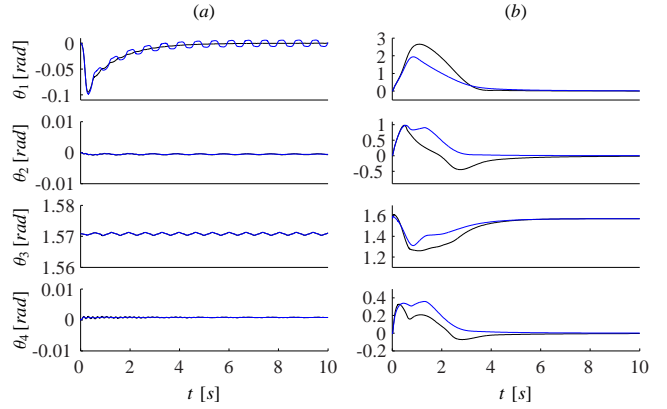 (a)
(b)
θ1 [rad]
0
-0.05
-0.1
3
2
1
0
θ2 [rad]
0.01
0
-0.01
1
0.5
0
-0.5
θ3 [rad]
1.58
1.57
1.56
1.6
1.4
1.2
θ4 [rad]
0.01
0
-0.01
0.4
0.2
0
-0.2
0 2 4 6 8 10
0 2 4 6 8 10
t [s]
t [s]